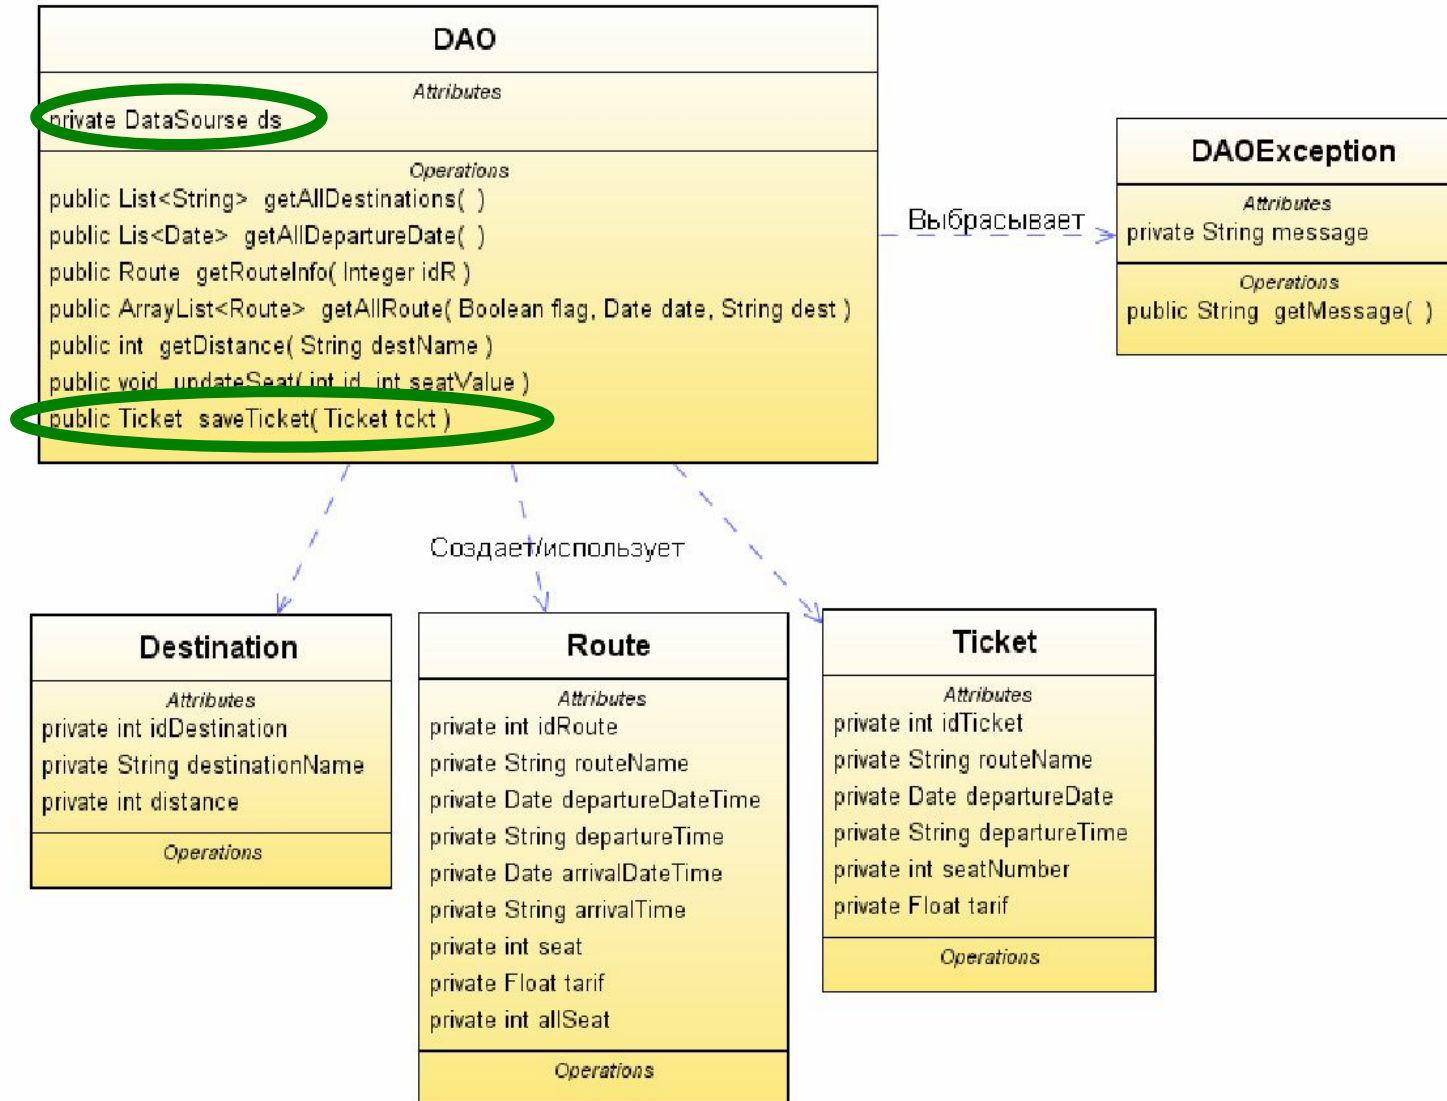 DAO
Attributes
private DataSourse ds
Operations
public List<String> getAllDestinations( )
public Lis<Date> getAllDepartureDate( )
public Route getRouteInfo( Integer idR )
public ArrayList<Route> getAllRoute( Boolean flag, Date date, String dest )
public int getDistance( String destName )
public void updateSeat( int id, int seatValue )
public Ticket saveTicket( Ticket tckt )
Выбрасывает
DAOException
Attributes
private String message
Operations
public String getMessage( )
Создает/использует
Destination
Attributes
private int idDestination
private String destinationName
private int distance
Operations
Route
Attributes
private int idRoute
private String routeName
private Date departureDateTime
private String departureTime
private Date arrivalDateTime
private String arrivalTime
private int seat
private Float tarif
private int allSeat
Operations
Ticket
Attributes
private int idTicket
private String routeName
private Date departureDate
private String departureTime
private int seatNumber
private Float tarif
Operations